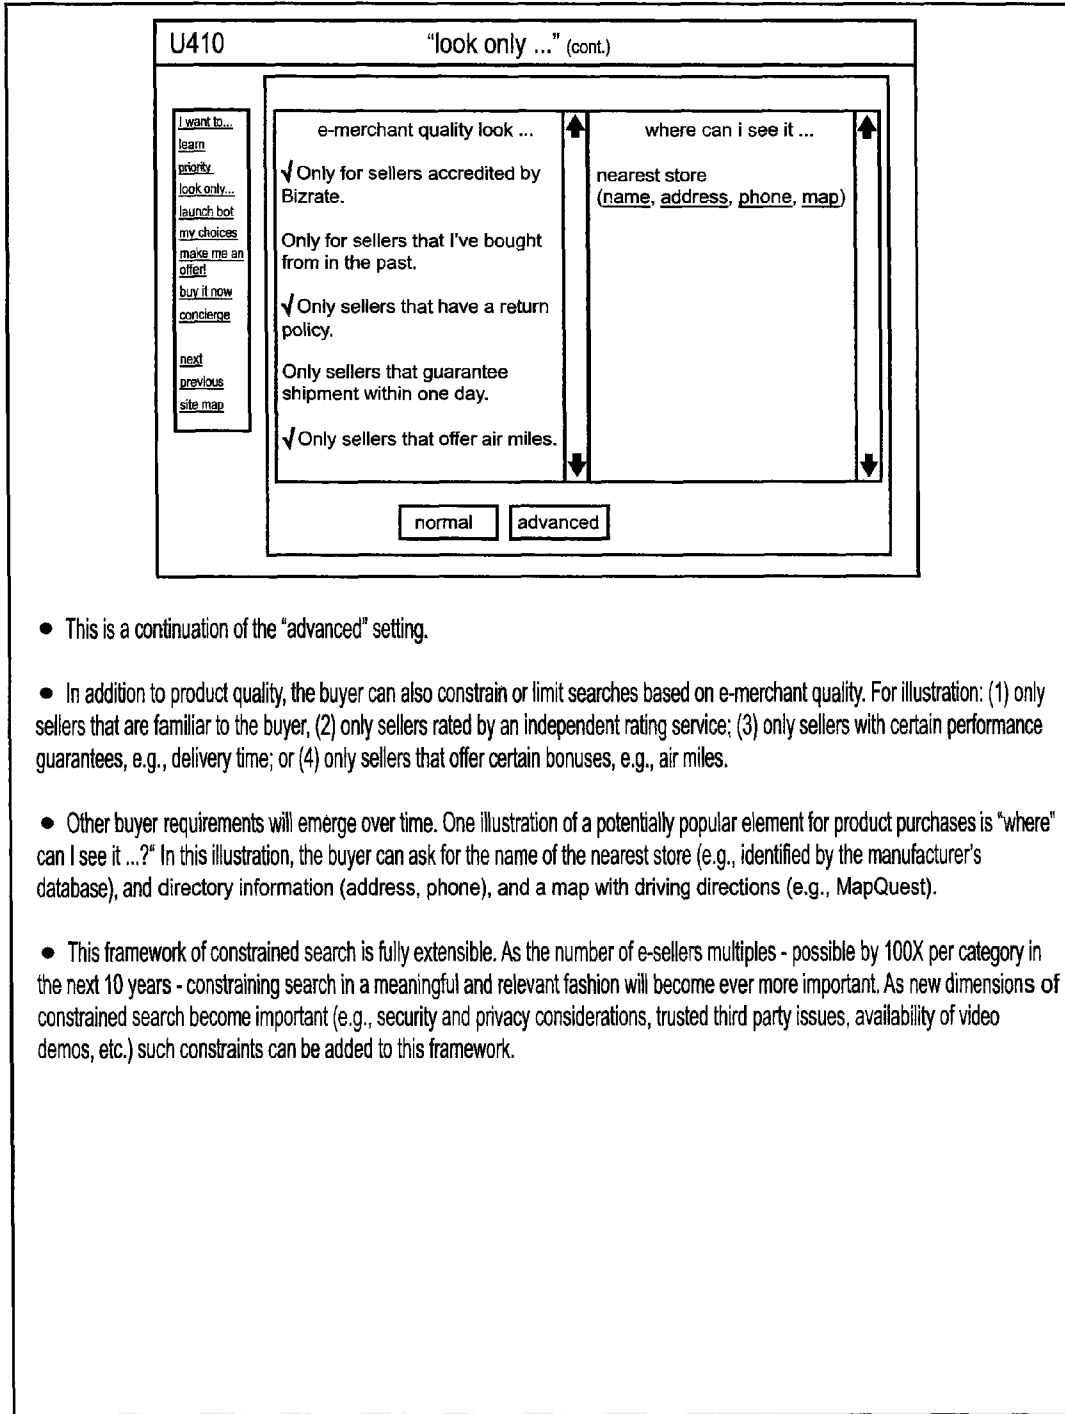 U410
“look only ...” (cont.)
I want to...
learn
priority
look only...
launch bot
my choices
make me an
offer!
buy it now
concierge
next
previous
site map
e-merchant quality look ...
√ Only for sellers accredited by
Bizrate.
Only for sellers that I've bought
from in the past.
√ Only sellers that have a return
policy.
Only sellers that guarantee
shipment within one day.
√ Only sellers that offer air miles.
where can i see it ...
nearest store
(name, address, phone, map)
normal
advanced
● This is a continuation of the “advanced” setting.
● In addition to product quality, the buyer can also constrain or limit searches based on e-merchant quality. For illustration: (1) only
sellers that are familiar to the buyer, (2) only sellers rated by an independent rating service; (3) only sellers with certain performance
guarantees, e.g., delivery time; or (4) only sellers that offer certain bonuses, e.g., air miles.
● Other buyer requirements will emerge over time. One illustration of a potentially popular element for product purchases is “where”
can I see it ...?“ In this illustration, the buyer can ask for the name of the nearest store (e.g., identified by the manufacturer's
database), and directory information (address, phone), and a map with driving directions (e.g., MapQuest).
● This framework of constrained search is fully extensible. As the number of e-sellers multiples - possible by 100X per category in
the next 10 years - constraining search in a meaningful and relevant fashion will become ever more important. As new dimensions of
constrained search become important (e.g., security and privacy considerations, trusted third party issues, availability of video
demos, etc.) such constraints can be added to this framework.